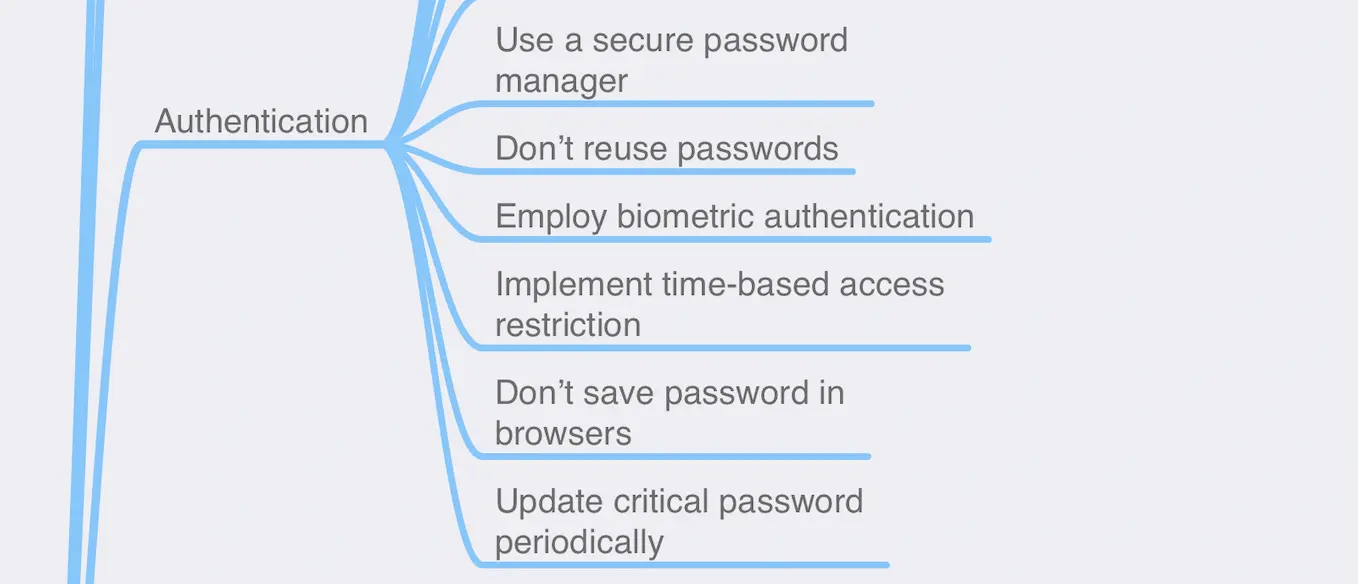 Authentication
Use a secure password
manager
Don’t reuse passwords
Employ biometric authentication
Implement time-based access
restriction
Don’t save password in
browsers
Update critical password
periodically